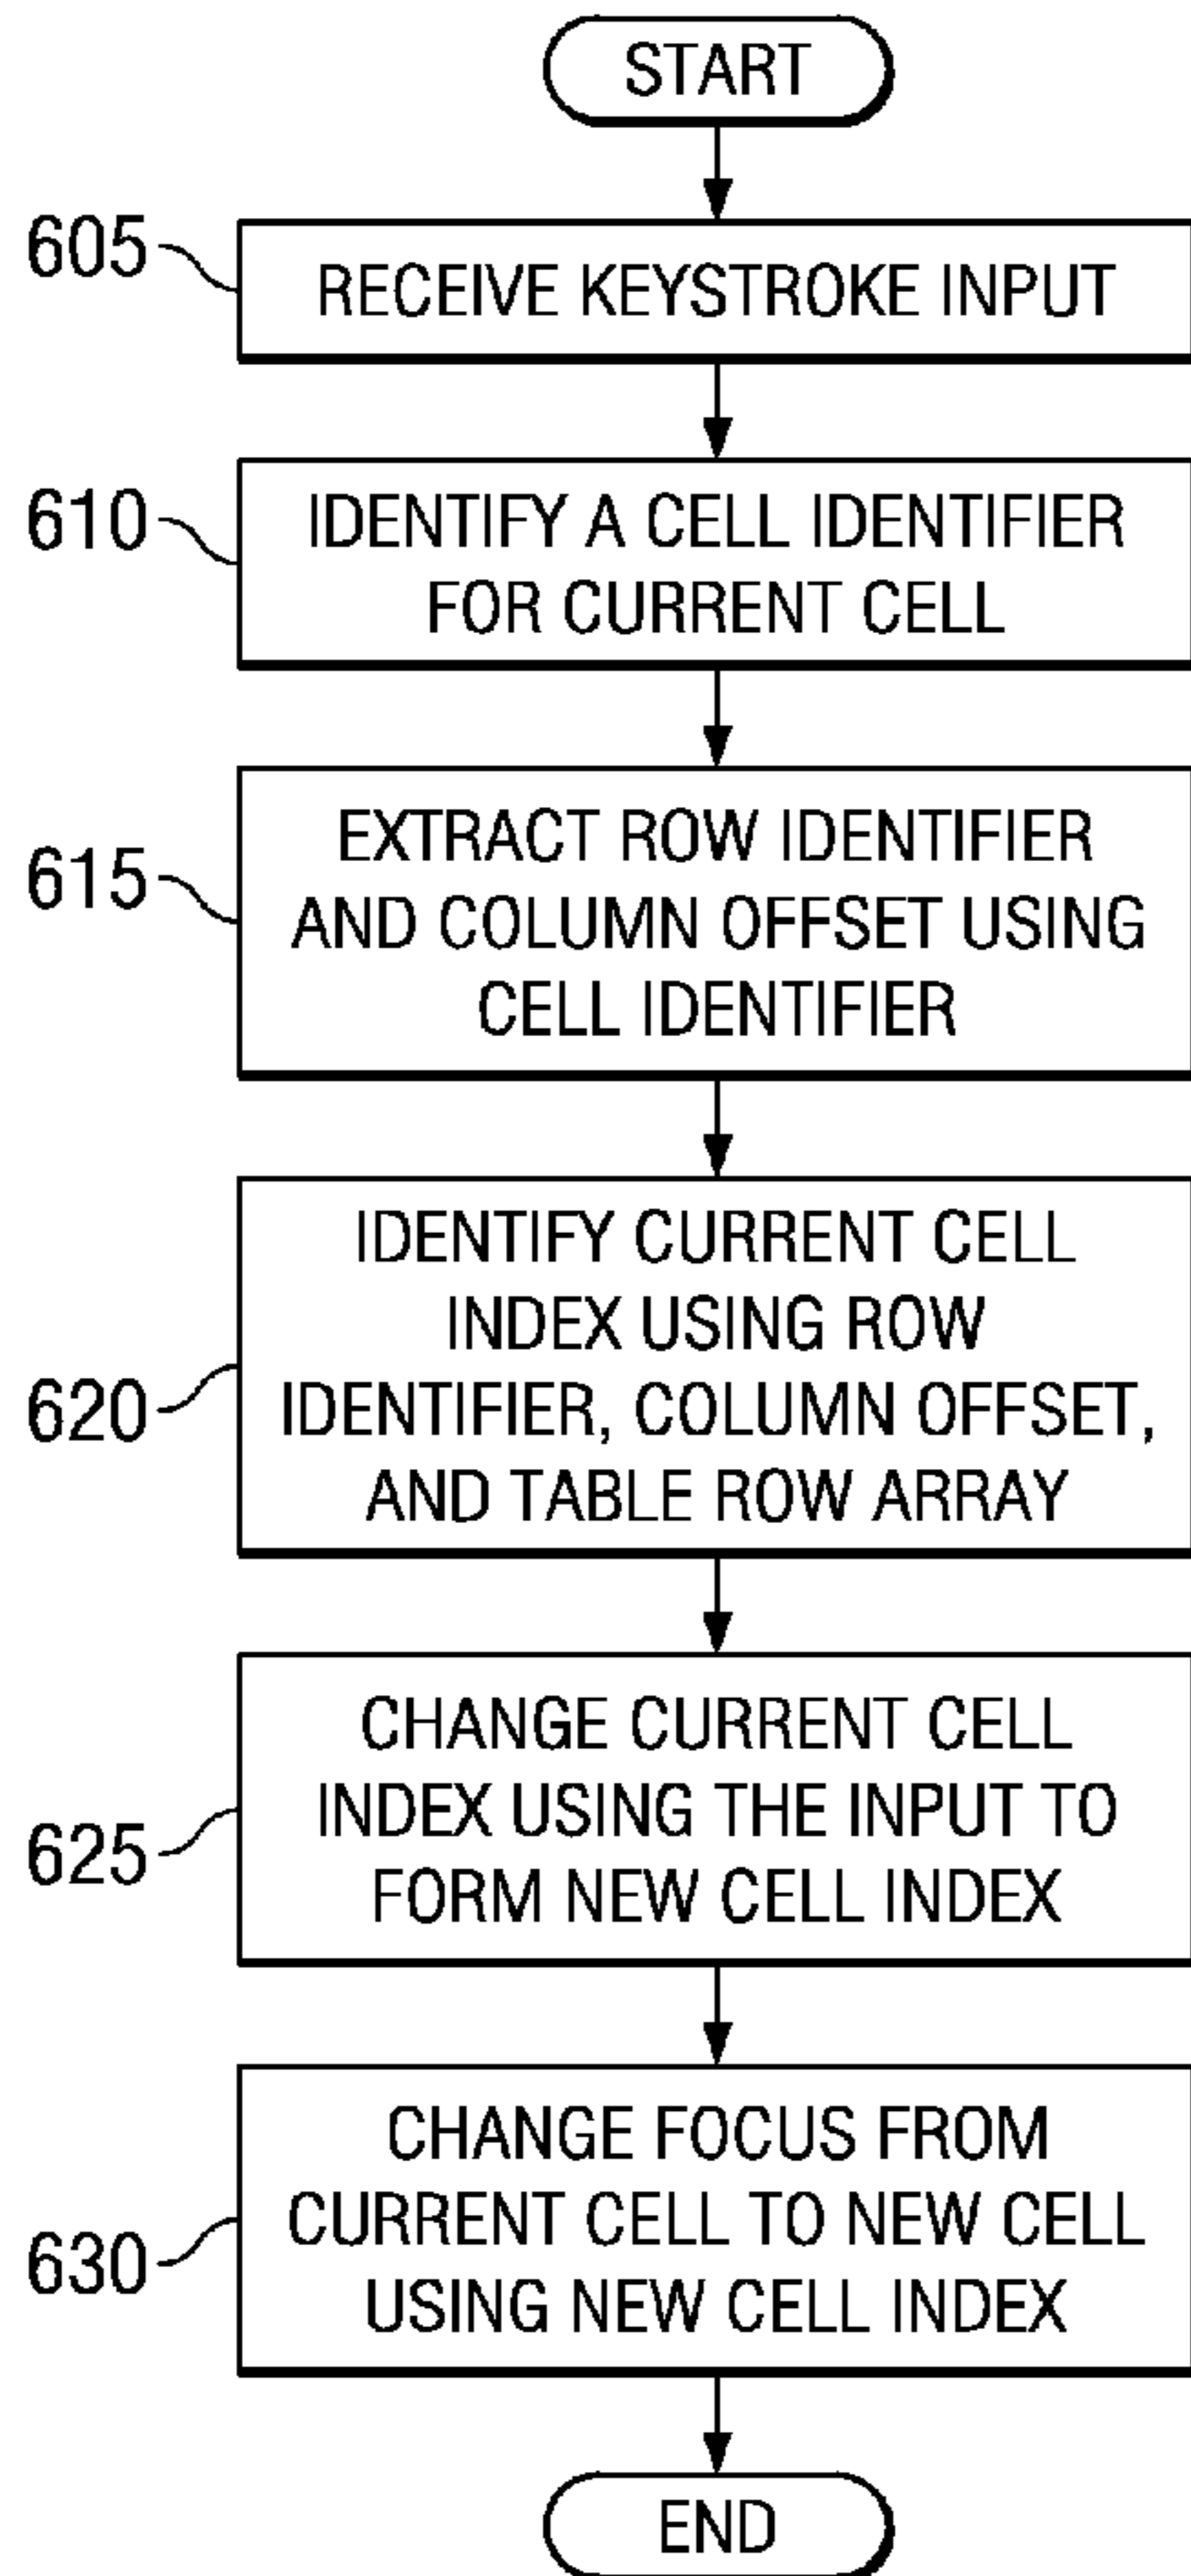 START
605
RECEIVE KEYSTROKE INPUT
610
IDENTIFY A CELL IDENTIFIER
FOR CURRENT CELL
615
EXTRACT ROW IDENTIFIER
AND COLUMN OFFSET USING
CELL IDENTIFIER
620
IDENTIFY CURRENT CELL
INDEX USING ROW
IDENTIFIER, COLUMN OFFSET,
AND TABLE ROW ARRAY
625
CHANGE CURRENT CELL
INDEX USING THE INPUT TO
FORM NEW CELL INDEX
630
CHANGE FOCUS FROM
CURRENT CELL TO NEW CELL
USING NEW CELL INDEX
END